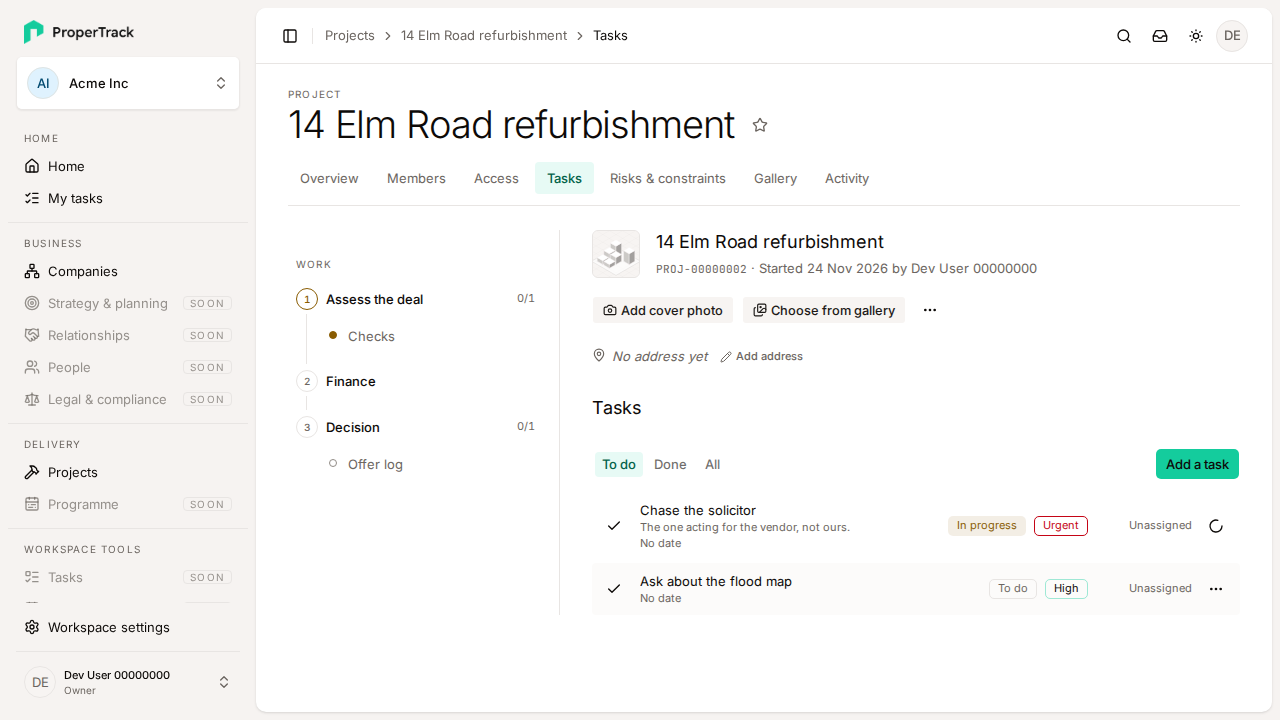 ProperTrack
AI Acme Inc
HOME
Home
My tasks
BUSINESS
Companies
Strategy & planning SOON
Relationships SOON
People SOON
Legal & compliance SOON
DELIVERY
Projects
Programme SOON
WORKSPACE TOOLS
Tasks SOON
Workspace settings
DE Dev User 00000000
Owner
Projects 14 Elm Road refurbishment Tasks DE
PROJECT
14 Elm Road refurbishment
Overview Members Access Tasks Risks & constraints Gallery Activity
WORK
1 Assess the deal 0/1
Checks
2 Finance
3 Decision 0/1
Offer log
14 Elm Road refurbishment
PROJ-00000002 · Started 24 Nov 2026 by Dev User 00000000
Add cover photo Choose from gallery
No address yet Add address
Tasks
To do Done All Add a task
Chase the solicitor
The one acting for the vendor, not ours.
No date
In progress Urgent Unassigned
Ask about the flood map
No date
To do High Unassigned